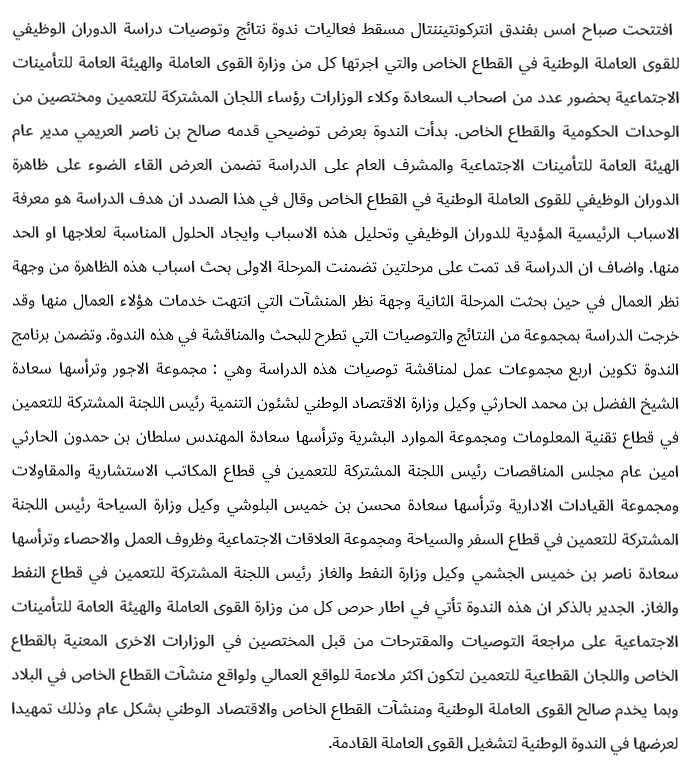 افتتحت صباح امس بفندق انتركونتيننتال مسقط فعاليات ندوة نتائج وتوصيات دراسة الدوران الوظيفي
للقوى العاملة الوطنية في القطاع الخاص والتي اجرتها كل من وزارة القوى العاملة والهيئة العامة للتأمينات
الاجتماعية بحضور عدد من اصحاب السعادة وكلاء الوزارات رؤساء اللجان المشتركة للتعمين ومختصين من
الوحدات الحكومية والقطاع الخاص. بدأت الندوة بعرض توضيحي قدمه صالح بن ناصر العريمي مدير عام
الهيئة العامة للتأمينات الاجتماعية والمشرف العام على الدراسة تضمن العرض القاء الضوء على ظاهرة
الدوران الوظيفي للقوى العاملة الوطنية في القطاع الخاص وقال في هذا الصدد ان هدف الدراسة هو معرفة
الاسباب الرئيسية المؤدية للدوران الوظيفي وتحليل هذه الاسباب وايجاد الحلول المناسبة لعلاجها او الحد
منها. واضاف ان الدراسة قد تمت على مرحلتين تضمنت المرحلة الاولى بحث اسباب هذه الظاهرة من وجهة
نظر العمال في حين بحثت المرحلة الثانية وجهة نظر المنشآت التي انتهت خدمات هؤلاء العمال منها وقد
خرجت الدراسة بمجموعة من النتائج والتوصيات التي تطرح للبحث والمناقشة في هذه الندوة. وتضمن برنامج
الندوة تكوين اربع مجموعات عمل لمناقشة توصيات هذه الدراسة وهي : مجموعة الاجور وترأسها سعادة
الشيخ الفضل بن محمد الحارثي وكيل وزارة الاقتصاد الوطني لشئون التنمية رئيس اللجنة المشتركة للتعمين
في قطاع تقنية المعلومات ومجموعة الموارد البشرية وترأسها سعادة المهندس سلطان بن حمدون الحارثي
امين عام مجلس المناقصات رئيس اللجنة المشتركة للتعمين في قطاع المكاتب الاستشارية والمقاولات
ومجموعة القيادات الادارية وترأسها سعادة محسن بن خميس البلوشي وكيل وزارة السياحة رئيس اللجنة
المشتركة للتعمين في قطاع السفر والسياحة ومجموعة العلاقات الاجتماعية وظروف العمل والاحصاء وترأسها
سعادة ناصر بن خميس الجشمي وكيل وزارة النفط والغاز رئيس اللجنة المشتركة للتعمين في قطاع النفط
والغاز. الجدير بالذكر ان هذه الندوة تأتي في اطار حرص كل من وزارة القوى العاملة والهيئة العامة للتأمينات
الاجتماعية على مراجعة التوصيات والمقترحات من قبل المختصين في الوزارات الاخرى المعنية بالقطاع
الخاص واللجان القطاعية للتعمين لتكون اكثر ملاءمة للواقع العمالي ولواقع منشآت القطاع الخاص في البلاد
وبما يخدم صالح القوى العاملة الوطنية ومنشآت القطاع الخاص والاقتصاد الوطني بشكل عام وذلك تمهيدا
لعرضها في الندوة الوطنية لتشغيل القوى العاملة القادمة.